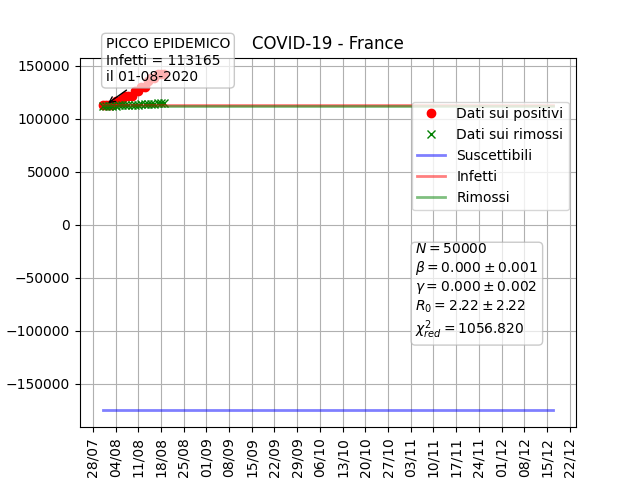 COVID-19 - France
PICCO EPIDEMICO
Infetti = 113165
il 01-08-2020
150000
100000
50000
0
−50000
−100000
−150000
Dati sui positivi
Dati sui rimossi
Suscettibili
Infetti
Rimossi
N = 50000
β = 0.000 ± 0.001
γ = 0.000 ± 0.002
R₀ = 2.22 ± 2.22
χ²red = 1056.820
28/07
04/08
11/08
18/08
25/08
01/09
08/09
15/09
22/09
29/09
06/10
13/10
20/10
27/10
03/11
10/11
17/11
24/11
01/12
08/12
15/12
22/12